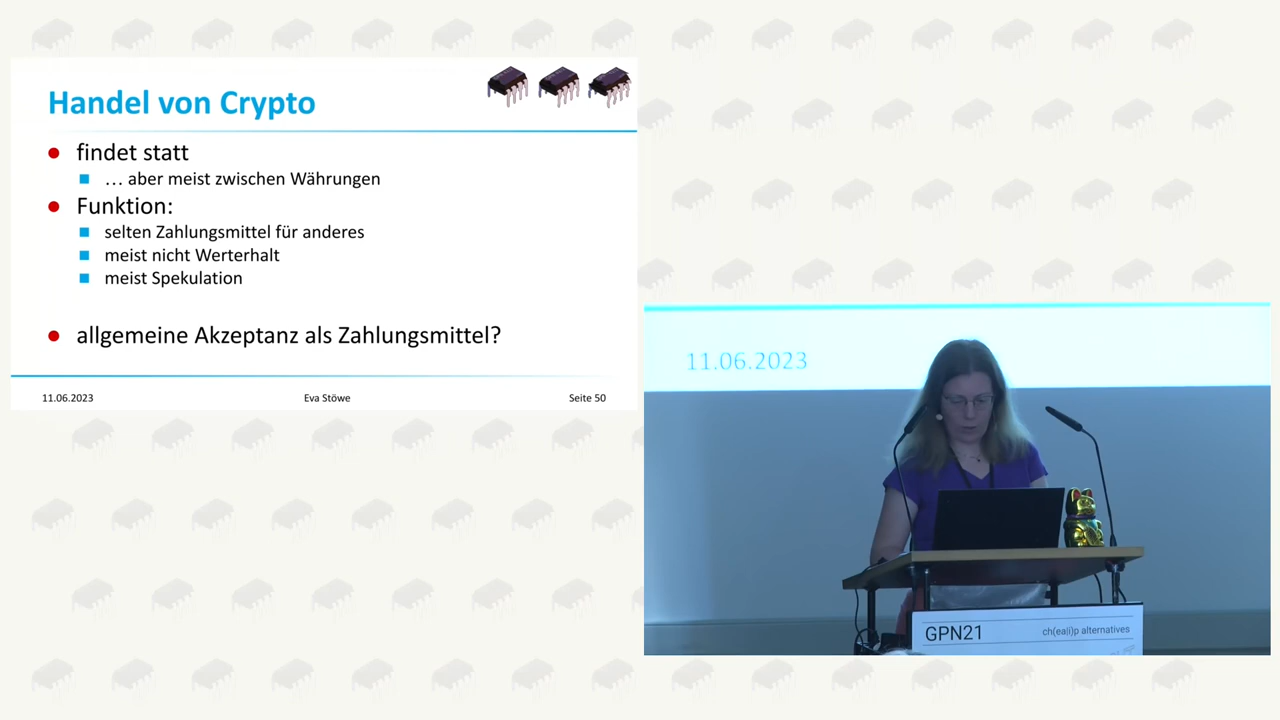 Handel von Crypto
findet statt
… aber meist zwischen Währungen
Funktion:
selten Zahlungsmittel für anderes
meist nicht Werterhalt
meist Spekulation
allgemeine Akzeptanz als Zahlungsmittel?
11.06.2023 Eva Stöwe Seite 50
11.06.2023
GPN21 ch(ea|i)p alternatives